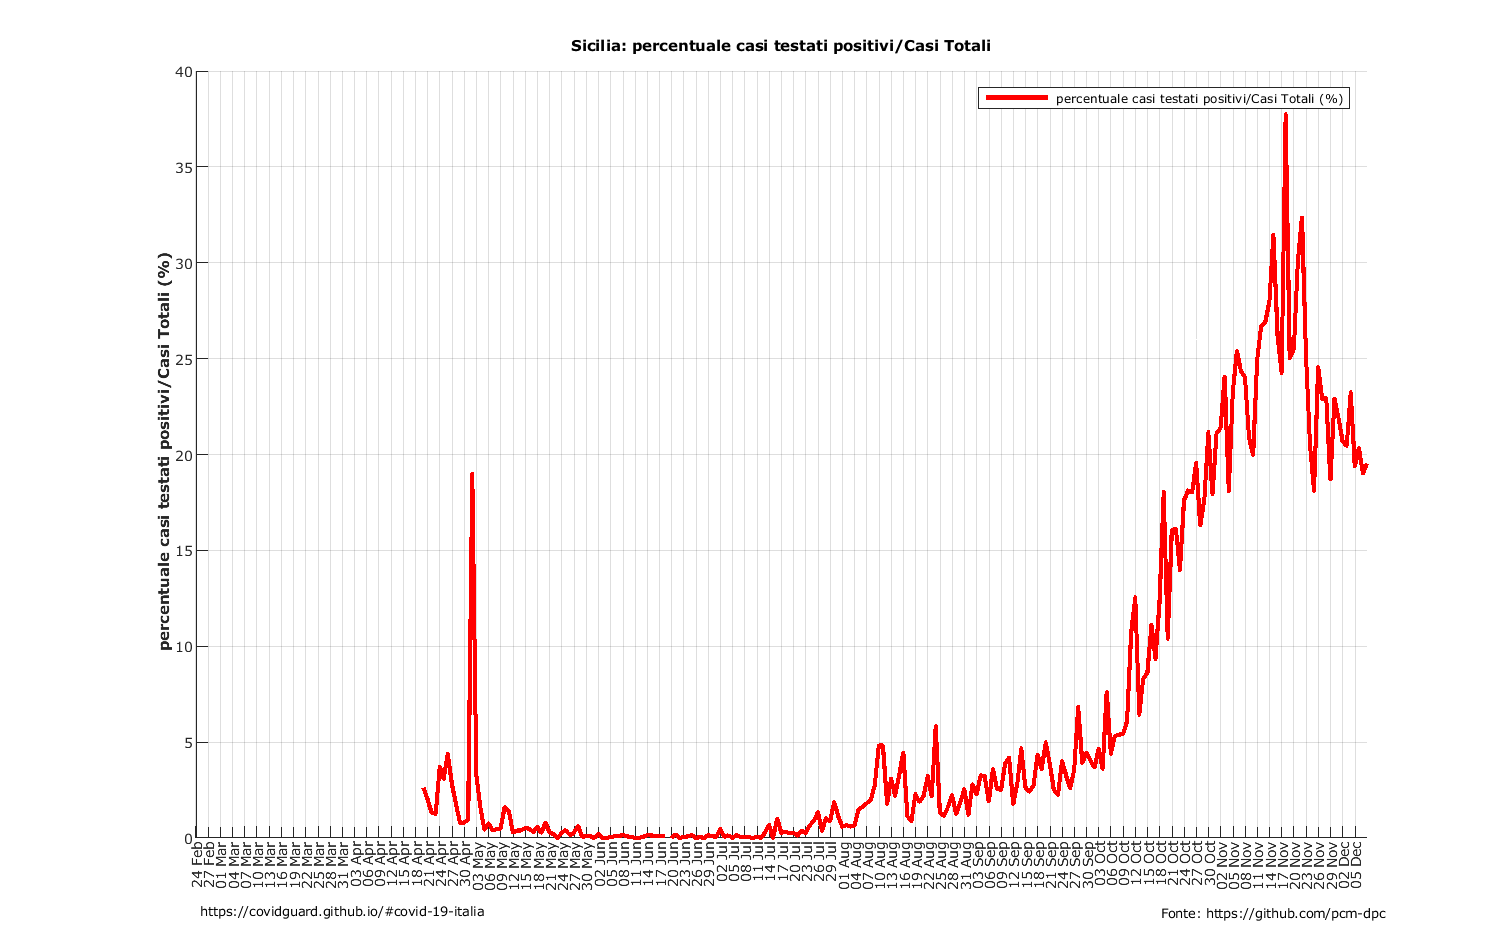 Sicilia: percentuale casi testati positivi/Casi Totali
percentuale casi testati positivi/Casi Totali (%)
percentuale casi testati positivi/Casi Totali (%)
40
35
30
25
20
15
10
5
0
24 Feb
27 Feb
01 Mar
04 Mar
07 Mar
10 Mar
13 Mar
16 Mar
19 Mar
22 Mar
25 Mar
28 Mar
31 Mar
03 Apr
06 Apr
09 Apr
12 Apr
15 Apr
18 Apr
21 Apr
24 Apr
27 Apr
30 Apr
03 May
06 May
09 May
12 May
15 May
18 May
21 May
24 May
27 May
30 May
02 Jun
05 Jun
08 Jun
11 Jun
14 Jun
17 Jun
20 Jun
23 Jun
26 Jun
29 Jun
02 Jul
05 Jul
08 Jul
11 Jul
14 Jul
17 Jul
20 Jul
23 Jul
26 Jul
29 Jul
01 Aug
04 Aug
07 Aug
10 Aug
13 Aug
16 Aug
19 Aug
22 Aug
25 Aug
28 Aug
31 Aug
03 Sep
06 Sep
09 Sep
12 Sep
15 Sep
18 Sep
21 Sep
24 Sep
27 Sep
30 Sep
03 Oct
06 Oct
09 Oct
12 Oct
15 Oct
18 Oct
21 Oct
24 Oct
27 Oct
30 Oct
02 Nov
05 Nov
08 Nov
11 Nov
14 Nov
17 Nov
20 Nov
23 Nov
26 Nov
29 Nov
02 Dec
05 Dec
https://covidguard.github.io/#covid-19-italia
Fonte: https://github.com/pcm-dpc